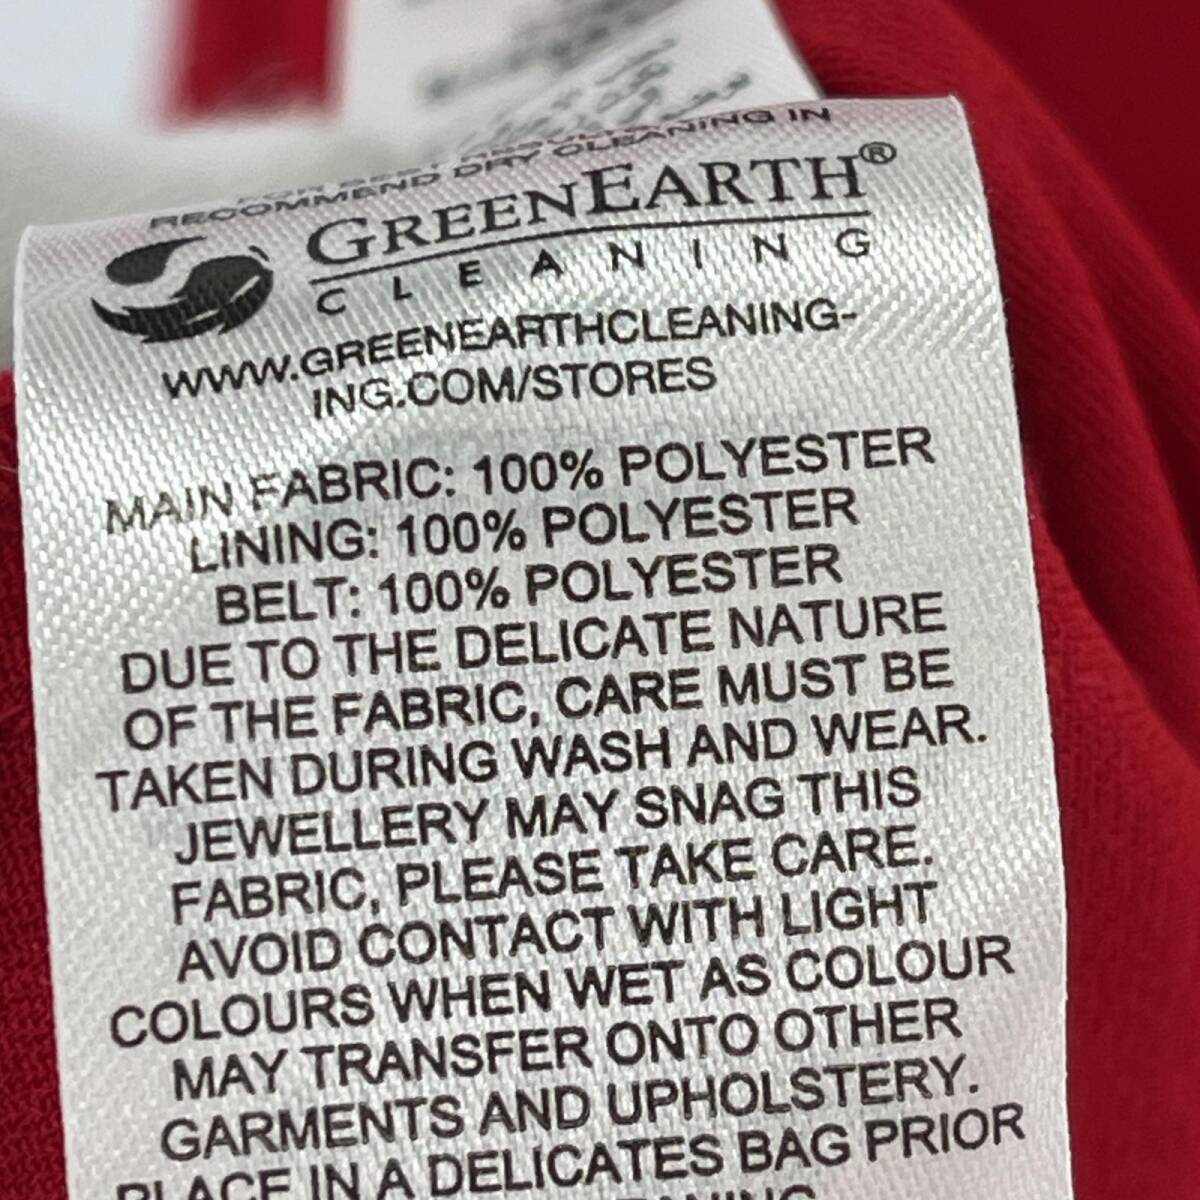 RECOMMEND DRY CLEANING IN
GREENEARTH®
CLEANING
WWW.GREENEARTHCLEANING-
ING.COM/STORES
MAIN FABRIC: 100% POLYESTER
LINING: 100% POLYESTER
BELT: 100% POLYESTER
DUE TO THE DELICATE NATURE
OF THE FABRIC, CARE MUST BE
TAKEN DURING WASH AND WEAR.
JEWELLERY MAY SNAG THIS
FABRIC, PLEASE TAKE CARE.
AVOID CONTACT WITH LIGHT
COLOURS WHEN WET AS COLOUR
MAY TRANSFER ONTO OTHER
GARMENTS AND UPHOLSTERY.
PLACE IN A DELICATES BAG PRIOR